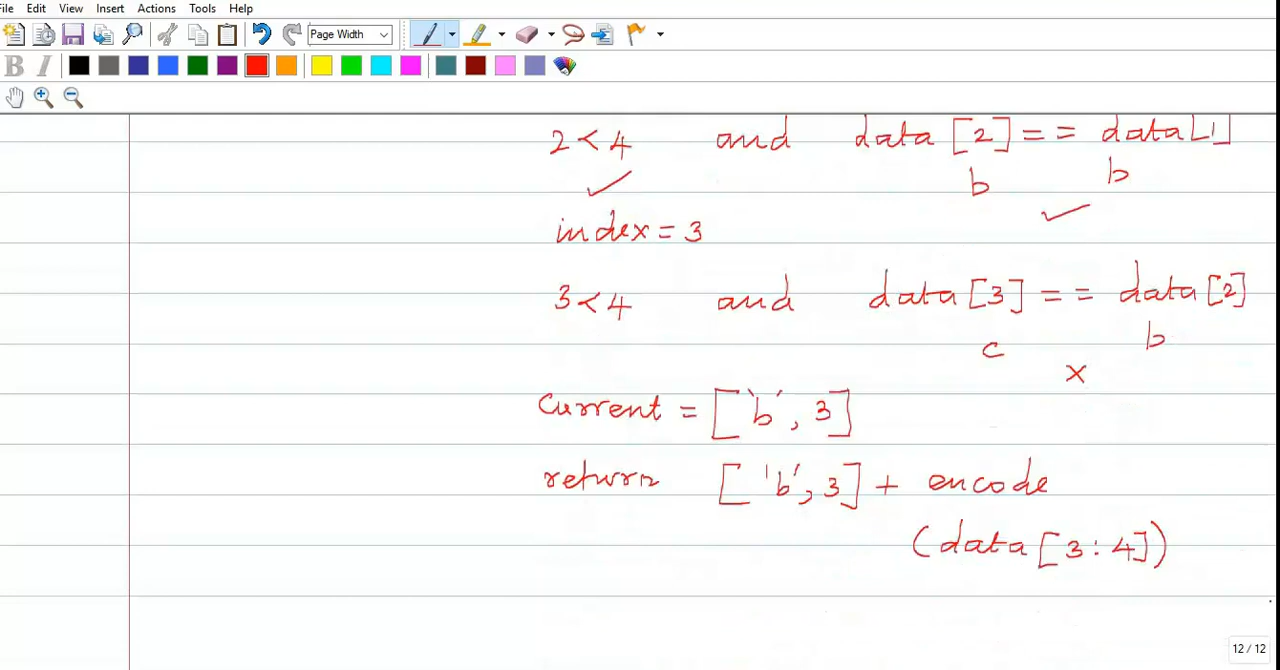 File Edit View Insert Actions Tools Help
Page Width
B I
2 < 4 and data [2] == data[1]
b b
index = 3
3 < 4 and data [3] == data [2]
c b
x
Current = ['b', 3]
return ['b', 3] + encode
(data [3:4])
12 / 12